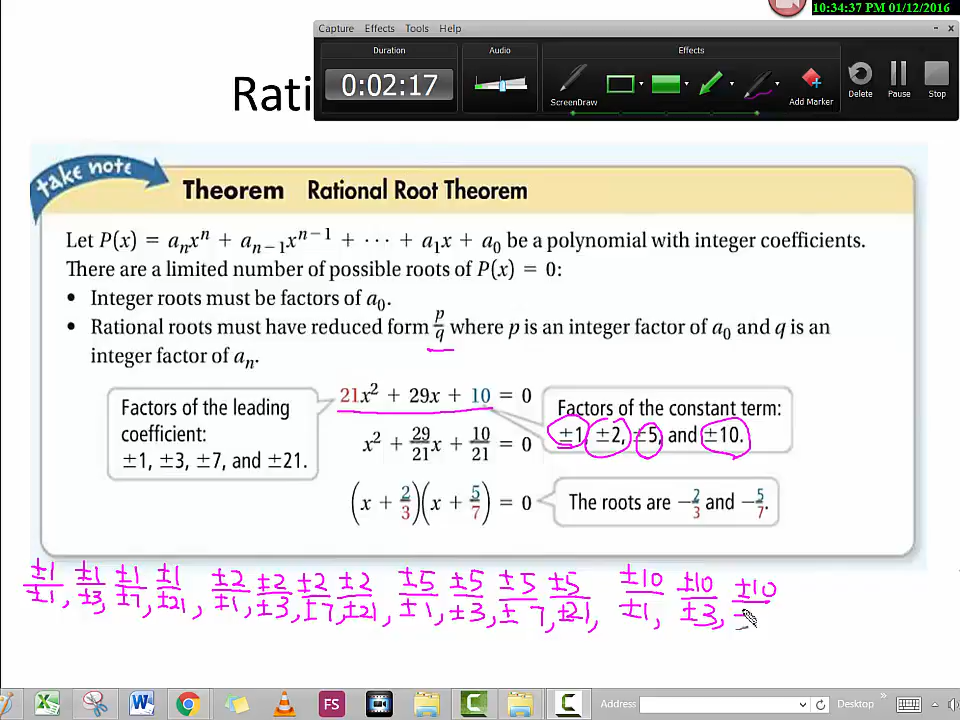 10:34:37 PM 01/12/2016
Capture Effects Tools Help
Duration Audio Effects
0:02:17
ScreenDraw Add Marker Delete Pause Stop
Rati
take note
Theorem Rational Root Theorem
Let P(x) = aₙxⁿ + aₙ₋₁xⁿ⁻¹ + ⋯ + a₁x + a₀ be a polynomial with integer coefficients.
There are a limited number of possible roots of P(x) = 0:
• Integer roots must be factors of a₀.
• Rational roots must have reduced form p/q where p is an integer factor of a₀ and q is an
integer factor of aₙ.
Factors of the leading
coefficient:
±1, ±3, ±7, and ±21.
21x² + 29x + 10 = 0
x² + 29/21x + 10/21 = 0
(x + 2/3)(x + 5/7) = 0
Factors of the constant term:
±1, ±2, ±5, and ±10.
The roots are −2/3 and −5/7.
±1/±1, ±1/±3, ±1/±7, ±1/±21, ±2/±1, ±2/±3, ±2/±7, ±2/±21, ±5/±1, ±5/±3, ±5/±7, ±5/±21, ±10/±1, ±10/±3, ±10/
FS
Address Desktop